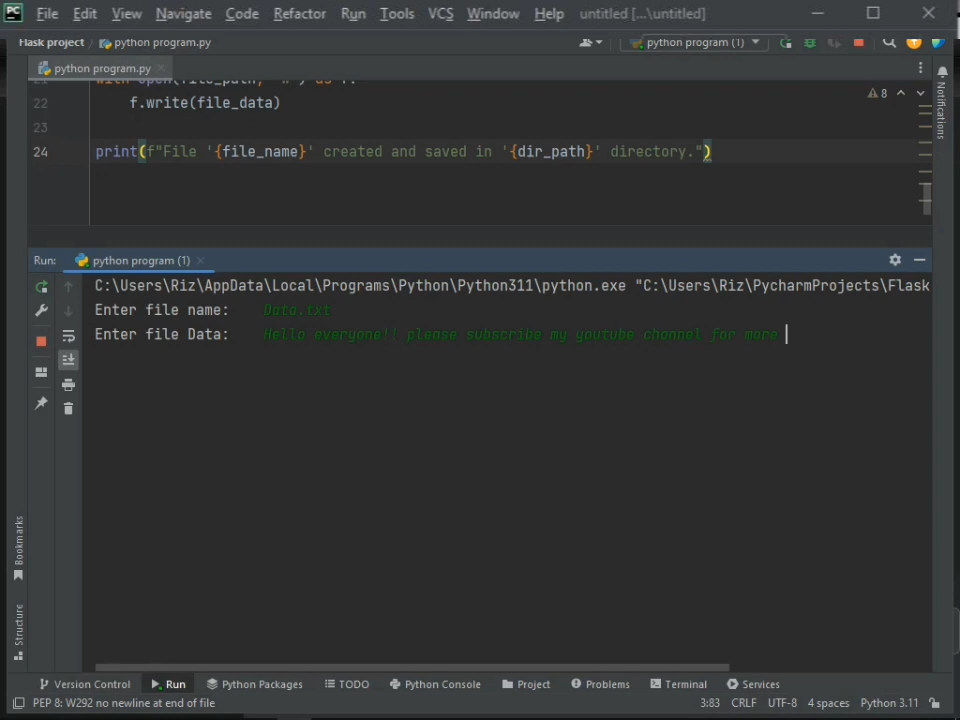 PC File Edit View Navigate Code Refactor Run Tools VCS Window Help untitled [...\untitled]
Flask project python program.py python program (1)
python program.py
22 f.write(file_data) 8
23
24 print(f"File '{file_name}' created and saved in '{dir_path}' directory.")
Notifications
Run: python program (1)
C:\Users\Riz\AppData\Local\Programs\Python\Python311\python.exe "C:\Users\Riz\PycharmProjects\Flask
Enter file name: Data.txt
Enter file Data: Hello everyone!! please subscribe my youtube channel for more
Bookmarks
Structure
Version Control Run Python Packages TODO Python Console Project Problems Terminal Services
PEP 8: W292 no newline at end of file 3:83 CRLF UTF-8 4 spaces Python 3.11